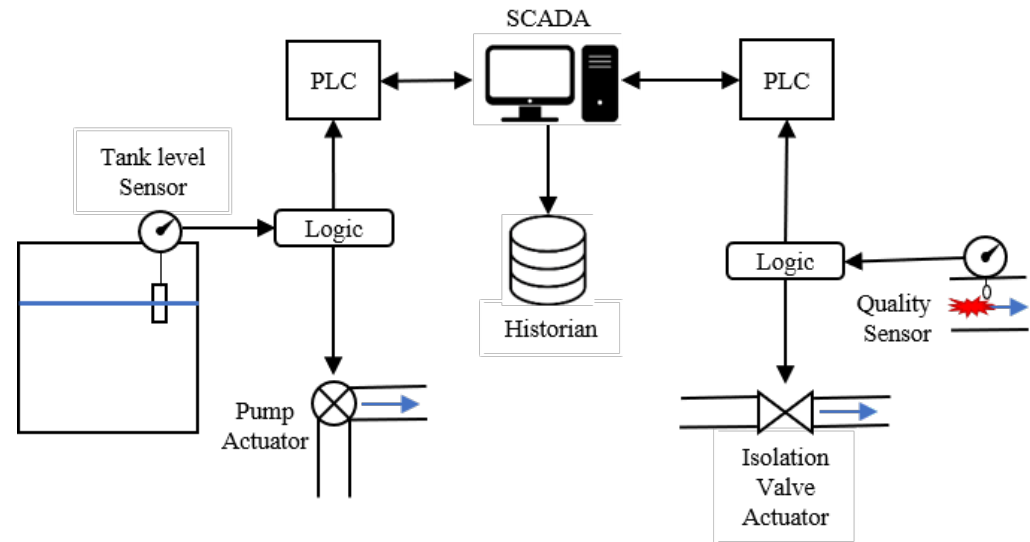 SCADA
PLC
PLC
Tank level
Sensor
Logic
Logic
Historian
Quality
Sensor
Pump
Actuator
Isolation
Valve
Actuator